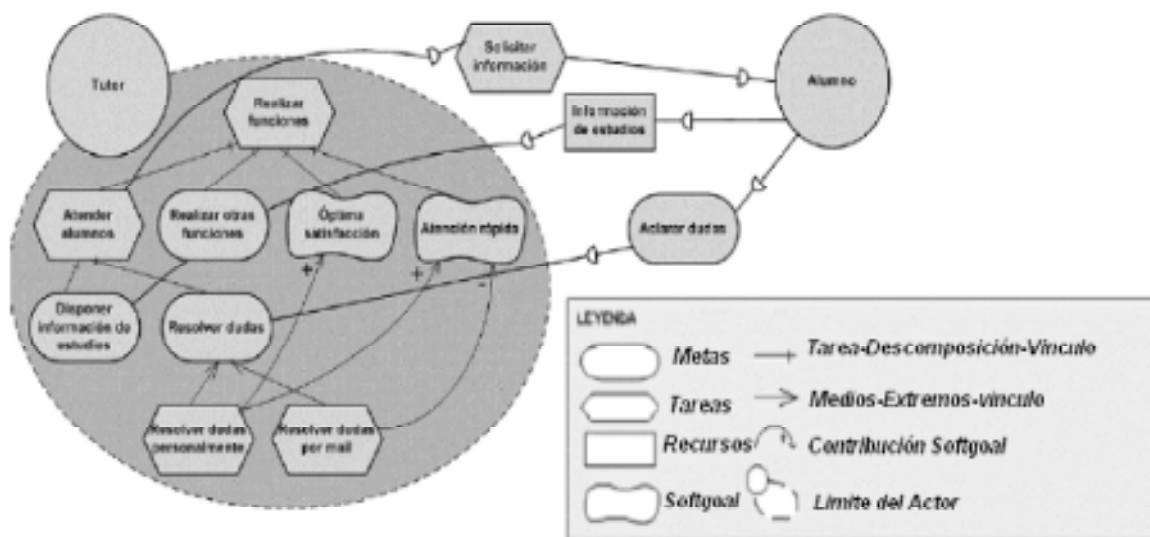 Tutor
Solicitar
información
Alumno
Realizar
funciones
Información
de estudios
Atender
alumnos
Realizar otras
funciones
Óptima
satisfacción
Atención rápida
Aclarar dudas
+
+
-
Disponer
información de
estudios
Resolver dudas
Resolver dudas
personalmente
Resolver dudas
por mail
LEYENDA
Metas
Tarea-Descomposición-Vínculo
Tareas
Medios-Extremos-vínculo
Recursos
Contribución Softgoal
Softgoal
Límite del Actor